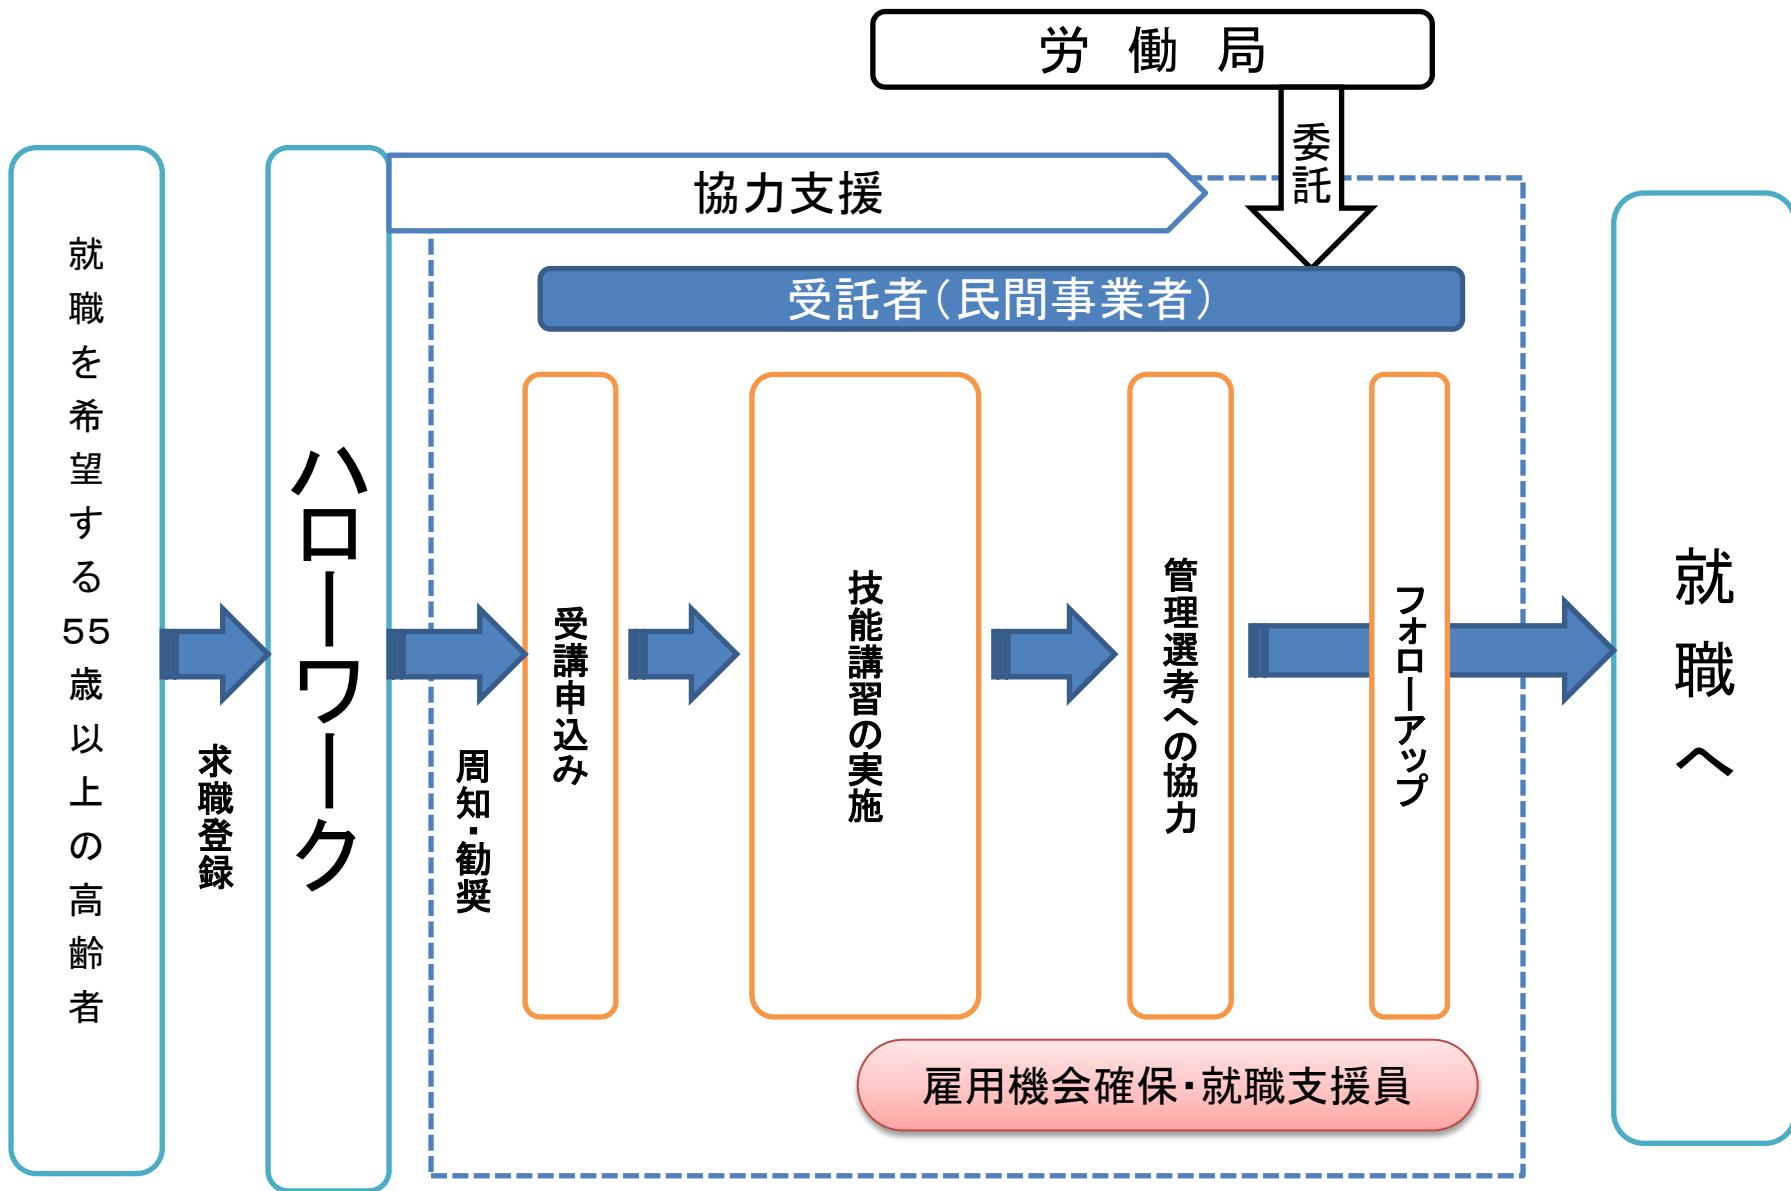 労働局
委託
協力支援
受託者（民間事業者）
就職を希望する55歳以上の高齢者
求職登録
ハローワーク
周知・勧奨
受講申込み
技能講習の実施
管理選考への協力
フォローアップ
雇用機会確保・就職支援員
就職へ